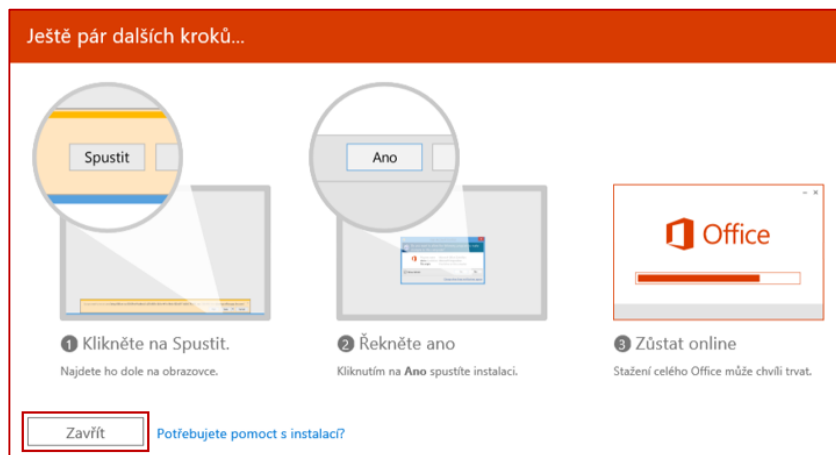 Ještě pár dalších kroků...
Spustit
Ano
Office
1 Klikněte na Spustit.
Najdete ho dole na obrazovce.
2 Řekněte ano
Kliknutím na Ano spustíte instalaci.
3 Zůstat online
Stažení celého Office může chvíli trvat.
Zavřít
Potřebujete pomoct s instalací?